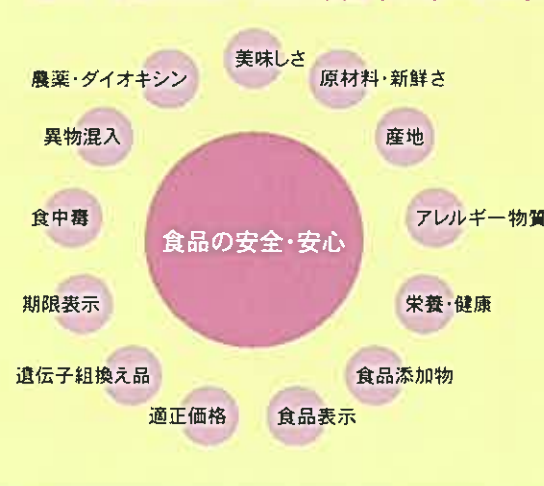 美味しさ
原材料・新鮮さ
産地
アレルギー物質
栄養・健康
食品添加物
食品表示
適正価格
遺伝子組換え品
期限表示
食中毒
異物混入
農薬・ダイオキシン
食品の安全・安心